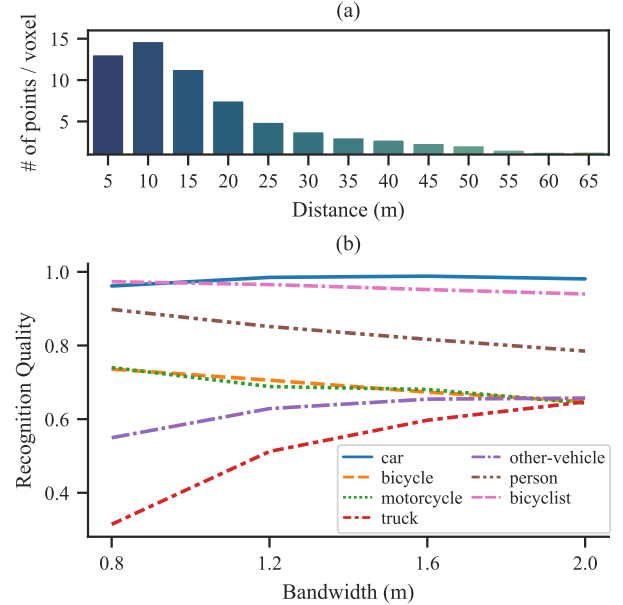 (a)
# of points / voxel
15
10
5
5 10 15 20 25 30 35 40 45 50 55 60 65
Distance (m)
(b)
Recognition Quality
1.0
0.8
0.6
0.4
car
bicycle
motorcycle
truck
other-vehicle
person
bicyclist
0.8 1.2 1.6 2.0
Bandwidth (m)